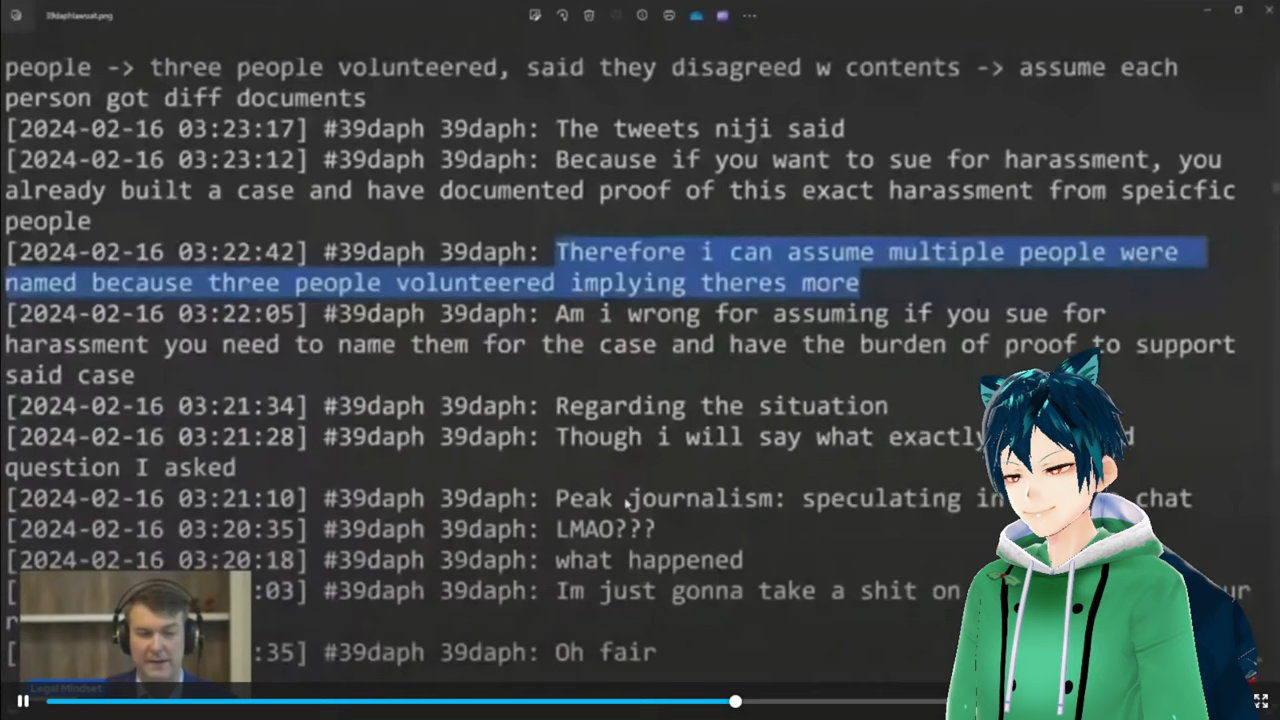 39daphlawsuit.png
people -> three people volunteered, said they disagreed w contents -> assume each
person got diff documents
[2024-02-16 03:23:17] #39daph 39daph: The tweets niji said
[2024-02-16 03:23:12] #39daph 39daph: Because if you want to sue for harassment, you
already built a case and have documented proof of this exact harassment from speicfic
people
[2024-02-16 03:22:42] #39daph 39daph: Therefore i can assume multiple people were
named because three people volunteered implying theres more
[2024-02-16 03:22:05] #39daph 39daph: Am i wrong for assuming if you sue for
harassment you need to name them for the case and have the burden of proof to support
said case
[2024-02-16 03:21:34] #39daph 39daph: Regarding the situation
[2024-02-16 03:21:28] #39daph 39daph: Though i will say what exactly
question I asked
[2024-02-16 03:21:10] #39daph 39daph: Peak journalism: speculating in chat
[2024-02-16 03:20:35] #39daph 39daph: LMAO???
[2024-02-16 03:20:18] #39daph 39daph: what happened
[ :03] #39daph 39daph: Im just gonna take a shit on
[ :35] #39daph 39daph: Oh fair
Legal Mindset